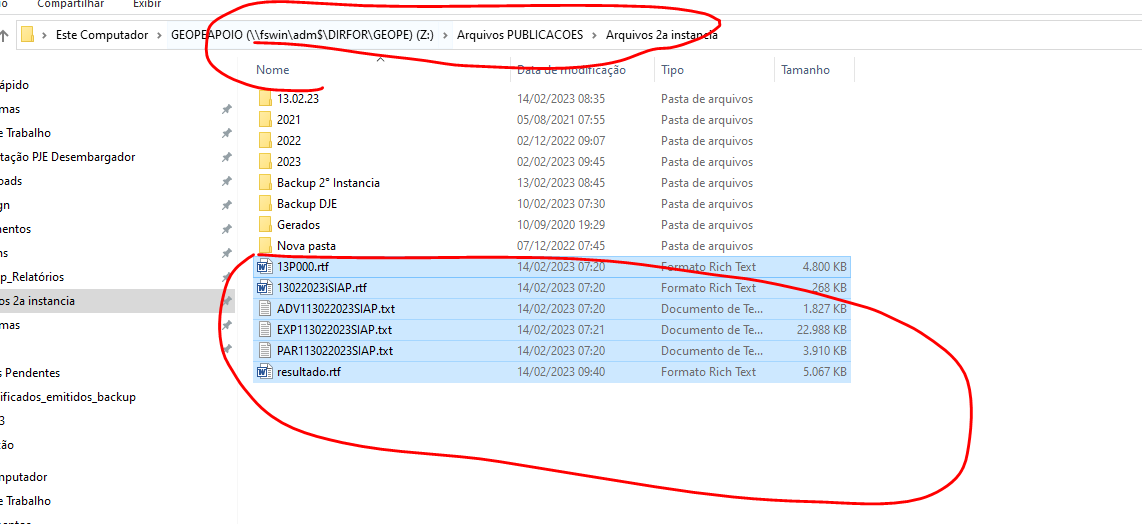 Compartilhar Exibir
Este Computador > GEOPEAPOIO (\\fswin\adm$\DIRFOR\GEOPE) (Z:) > Arquivos PUBLICACOES > Arquivos 2a instancia
Nome Data de modificação Tipo Tamanho
ápido
mas
e Trabalho
tação PJE Desembargador
oads
gn
nentos
ns
p_Relatórios
os 2a instancia
mas
s Pendentes
ificados_emitidos_backup
3
ção
mputador
e Trabalho
13.02.23 14/02/2023 08:35 Pasta de arquivos
2021 05/08/2021 07:55 Pasta de arquivos
2022 02/12/2022 09:07 Pasta de arquivos
2023 02/02/2023 09:45 Pasta de arquivos
Backup 2° Instancia 13/02/2023 08:45 Pasta de arquivos
Backup DJE 10/02/2023 07:30 Pasta de arquivos
Gerados 10/09/2020 19:29 Pasta de arquivos
Nova pasta 07/12/2022 07:45 Pasta de arquivos
13P000.rtf 14/02/2023 07:20 Formato Rich Text 4.800 KB
13022023iSIAP.rtf 14/02/2023 07:20 Formato Rich Text 268 KB
ADV113022023SIAP.txt 14/02/2023 07:20 Documento de Te... 1.827 KB
EXP113022023SIAP.txt 14/02/2023 07:21 Documento de Te... 22.988 KB
PAR113022023SIAP.txt 14/02/2023 07:20 Documento de Te... 3.910 KB
resultado.rtf 14/02/2023 09:40 Formato Rich Text 5.067 KB